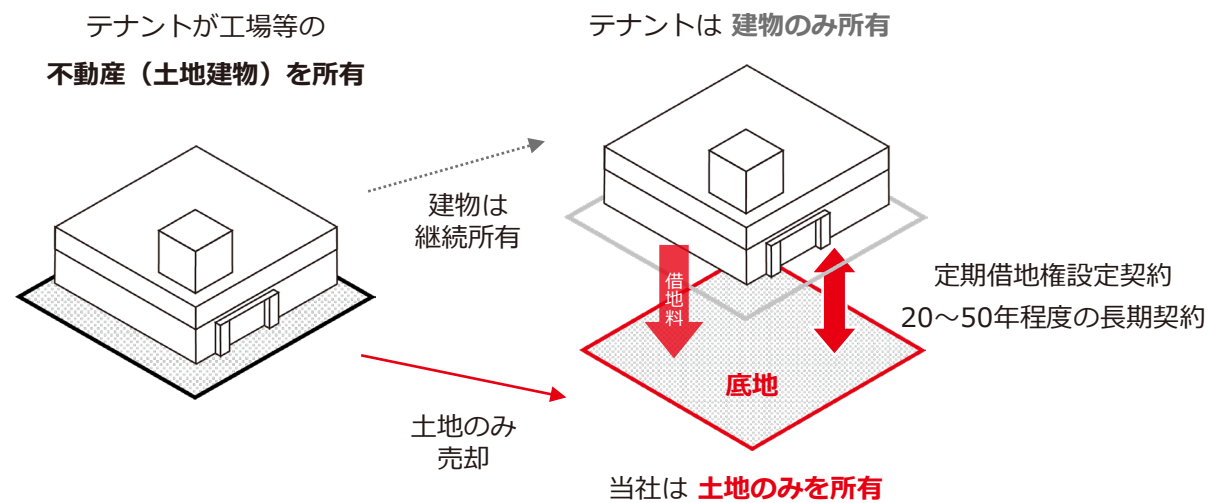 テナントが工場等の
不動産（土地建物）を所有
テナントは 建物のみ所有
建物は
継続所有
借地料
定期借地権設定契約
20～50年程度の長期契約
底地
土地のみ
売却
当社は 土地のみを所有